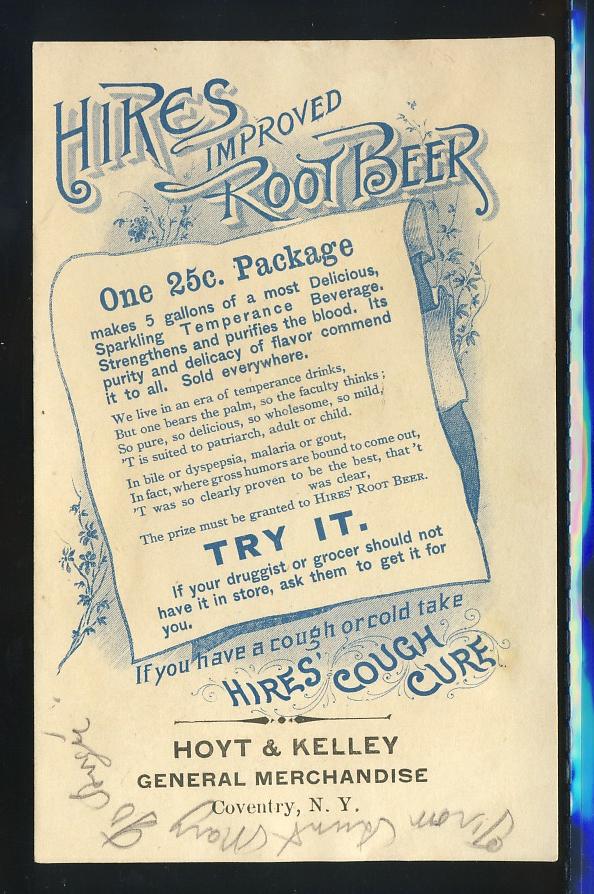 HIRES
IMPROVED
ROOT BEER
One 25c. Package
makes 5 gallons of a most Delicious,
Sparkling Temperance Beverage.
Strengthens and purifies the blood. Its
purity and delicacy of flavor commend
it to all. Sold everywhere.
We live in an era of temperance drinks,
But one bears the palm, so the faculty thinks;
So pure, so delicious, so wholesome, so mild,
'T is suited to patriarch, adult or child.
In bile or dyspepsia, malaria or gout,
In fact, where gross humors are bound to come out,
'T was so clearly proven to be the best, that 't
was clear,
The prize must be granted to HIRES' ROOT BEER.
TRY IT.
If your druggist or grocer should not
have it in store, ask them to get it for
you.
If you have a cough or cold take
HIRES' COUGH
CURE
HOYT & KELLEY
GENERAL MERCHANDISE
Coventry, N. Y.
From Aunt Mary To